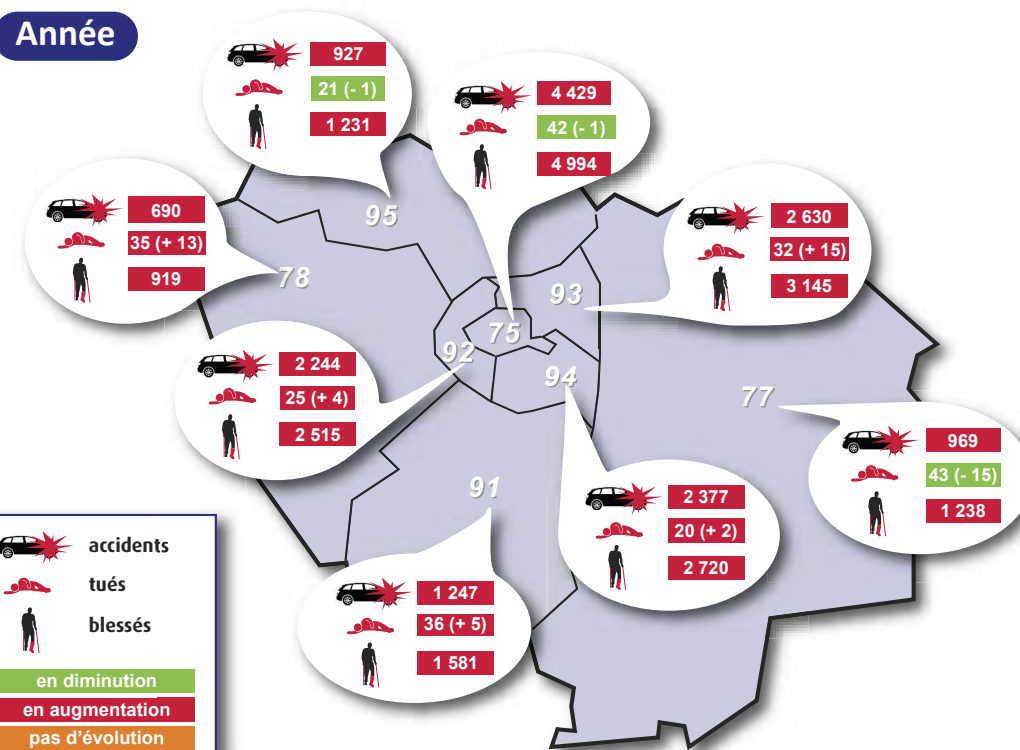 Année
927
21 (- 1)
1 231
4 429
42 (- 1)
4 994
690
35 (+ 13)
919
2 630
32 (+ 15)
3 145
95
78
93
75
92
94
77
91
2 244
25 (+ 4)
2 515
969
43 (- 15)
1 238
2 377
20 (+ 2)
2 720
1 247
36 (+ 5)
1 581
accidents
tués
blessés
en diminution
en augmentation
pas d'évolution